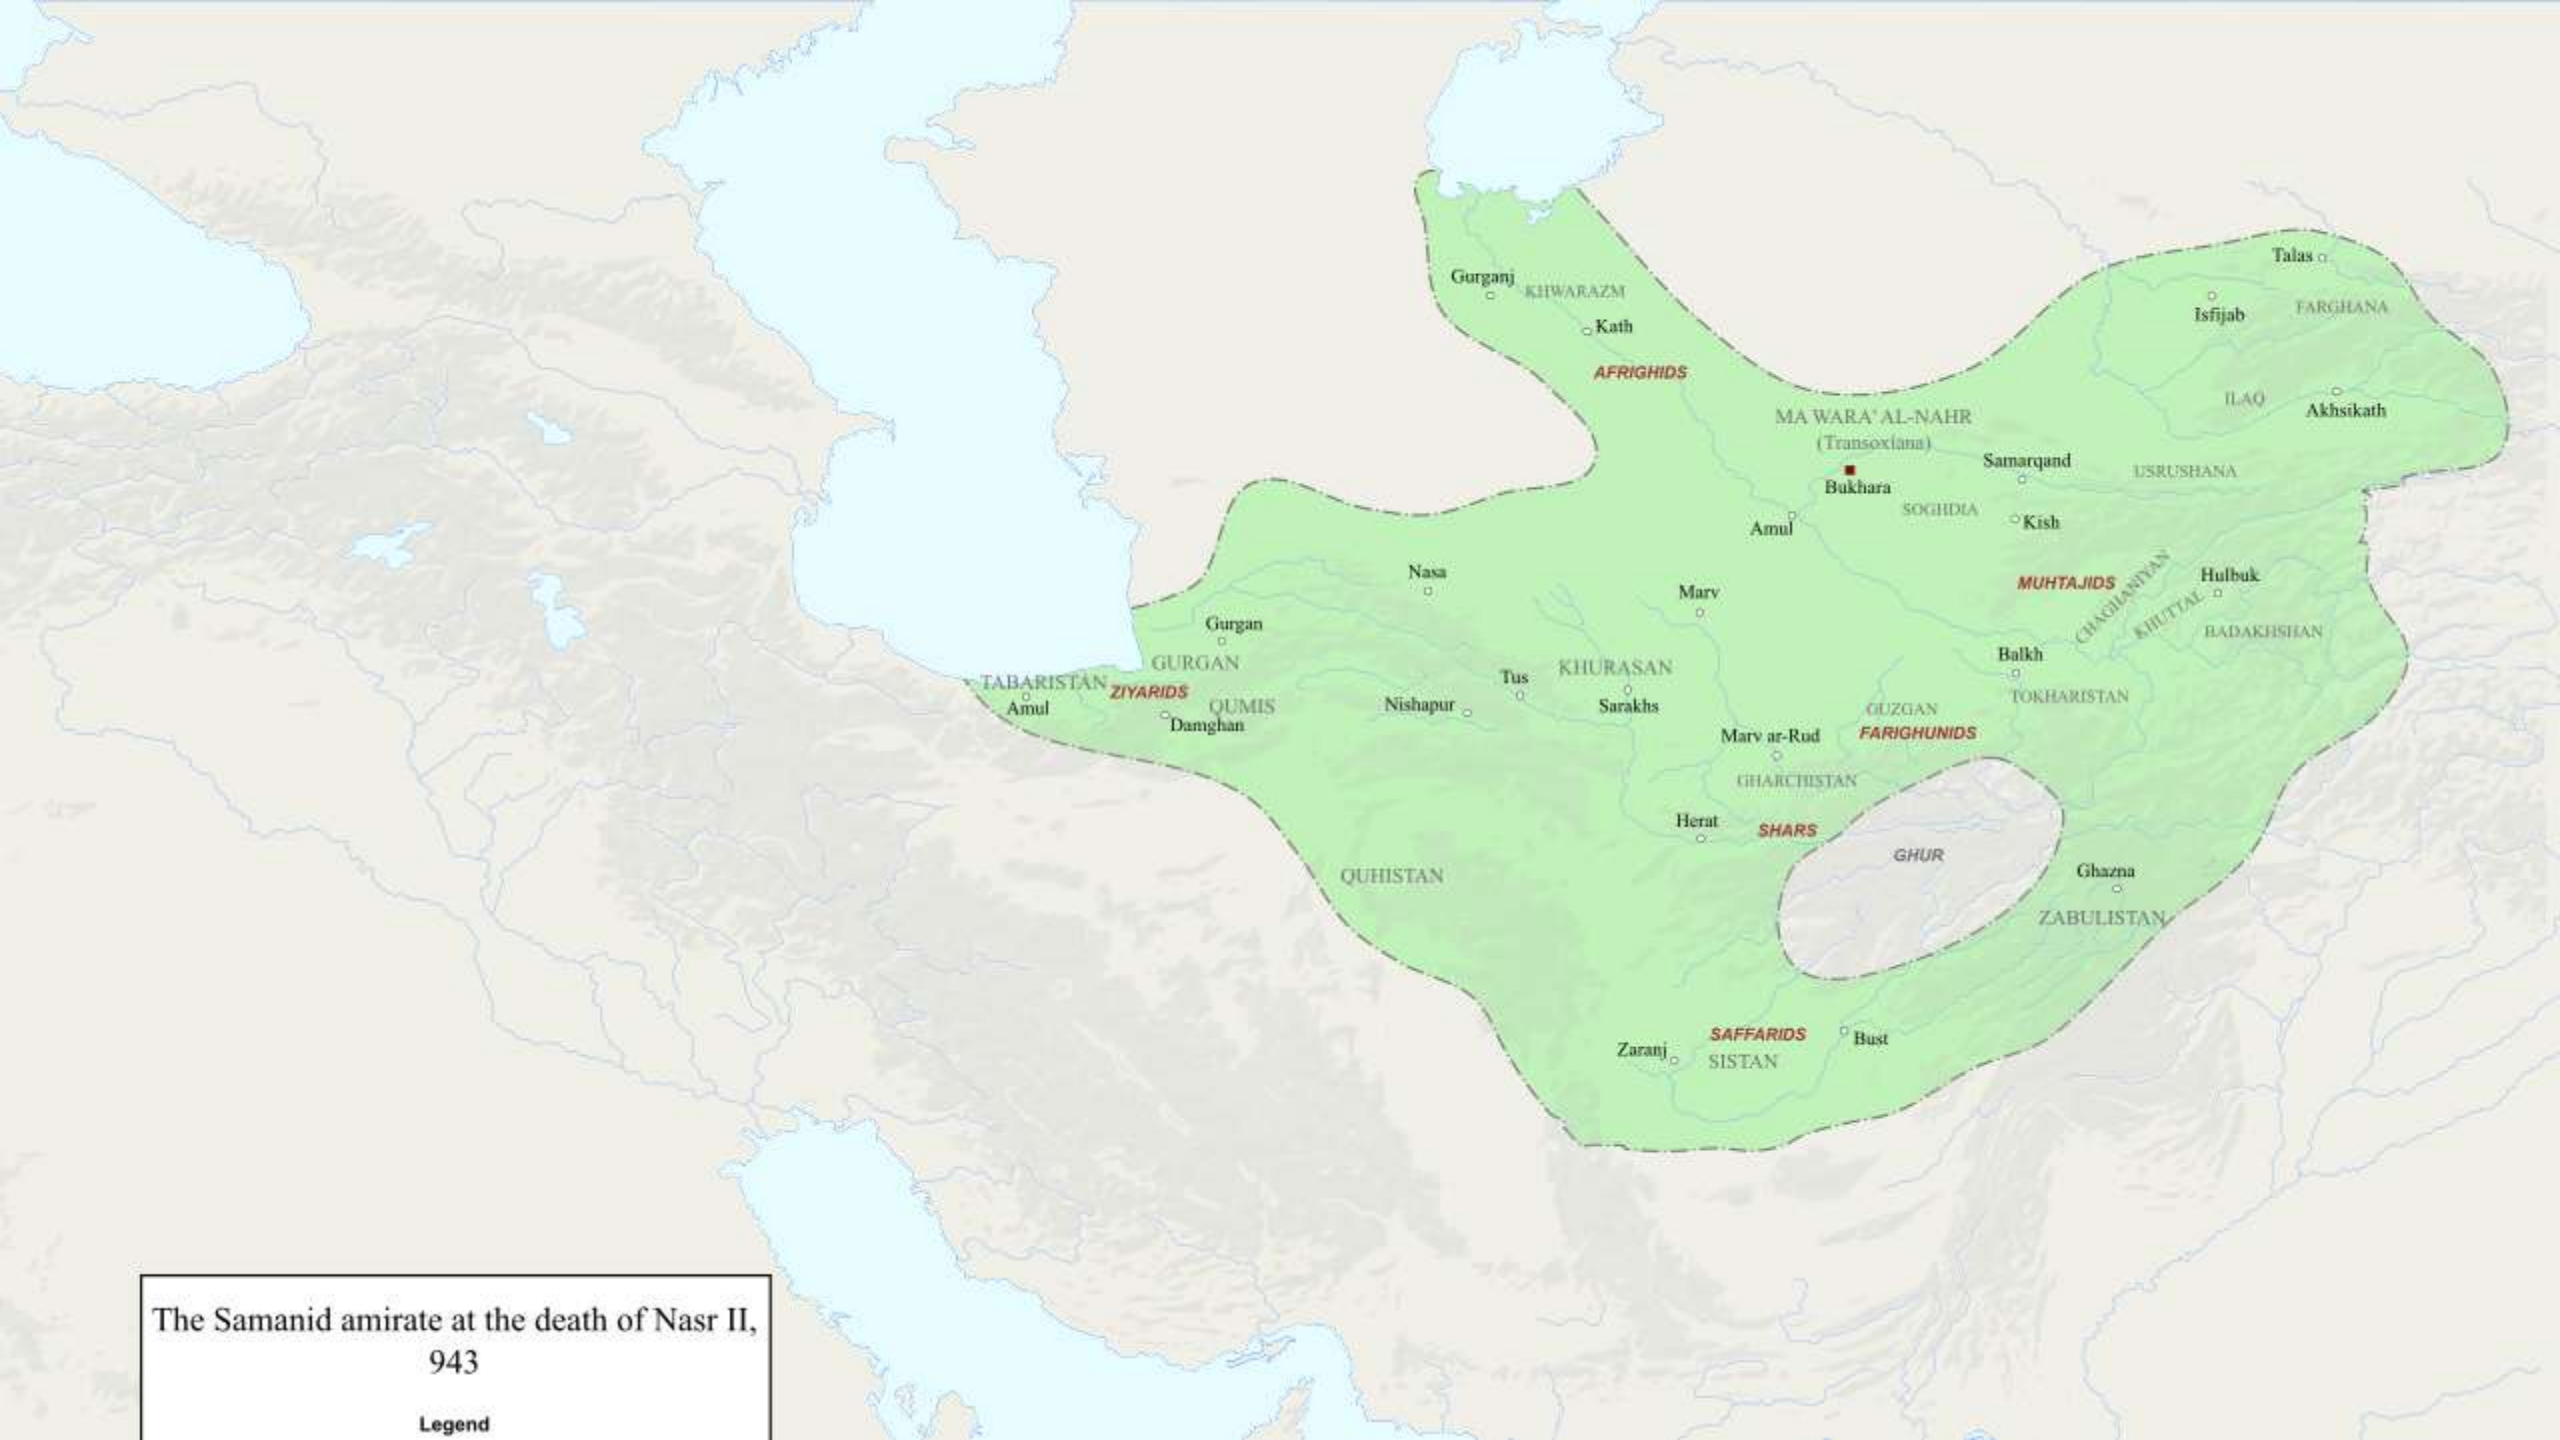 Talas
Gurganj
KHWARAZM
Isfijab
FARGHANA
Kath
AFRIGHIDS
ILAQ
Akhsikath
MA WARA' AL-NAHR
(Transoxiana)
Samarqand
USRUSHANA
Bukhara
SOGHDIA
Amul
Kish
Nasa
MUHTAJIDS
CHAGHANIYAN
Hulbuk
Marv
KHUTTAL
BADAKHSHAN
Gurgan
GURGAN
KHURASAN
Balkh
TABARISTAN
ZIYARIDS
Tus
TOKHARISTAN
Amul
QUMIS
Nishapur
Sarakhs
GUZGAN
Damghan
Marv ar-Rud
FARIGHUNIDS
GHARCHISTAN
Herat
SHARS
GHUR
QUHISTAN
Ghazna
ZABULISTAN
SAFFARIDS
Bust
Zaranj
SISTAN
The Samanid amirate at the death of Nasr II,
943
Legend